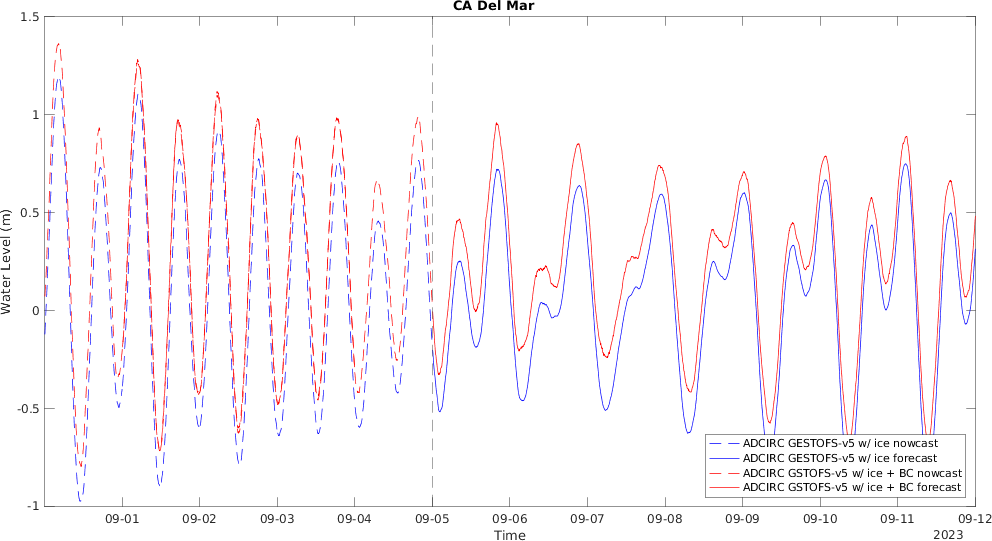 CA Del Mar
1.5
1
0.5
0
-0.5
-1
Water Level (m)
09-01 09-02 09-03 09-04 09-05 09-06 09-07 09-08 09-09 09-10 09-11 09-12
Time
2023
ADCIRC GESTOFS-v5 w/ ice nowcast
ADCIRC GESTOFS-v5 w/ ice forecast
ADCIRC GSTOFS-v5 w/ ice + BC nowcast
ADCIRC GSTOFS-v5 w/ ice + BC forecast